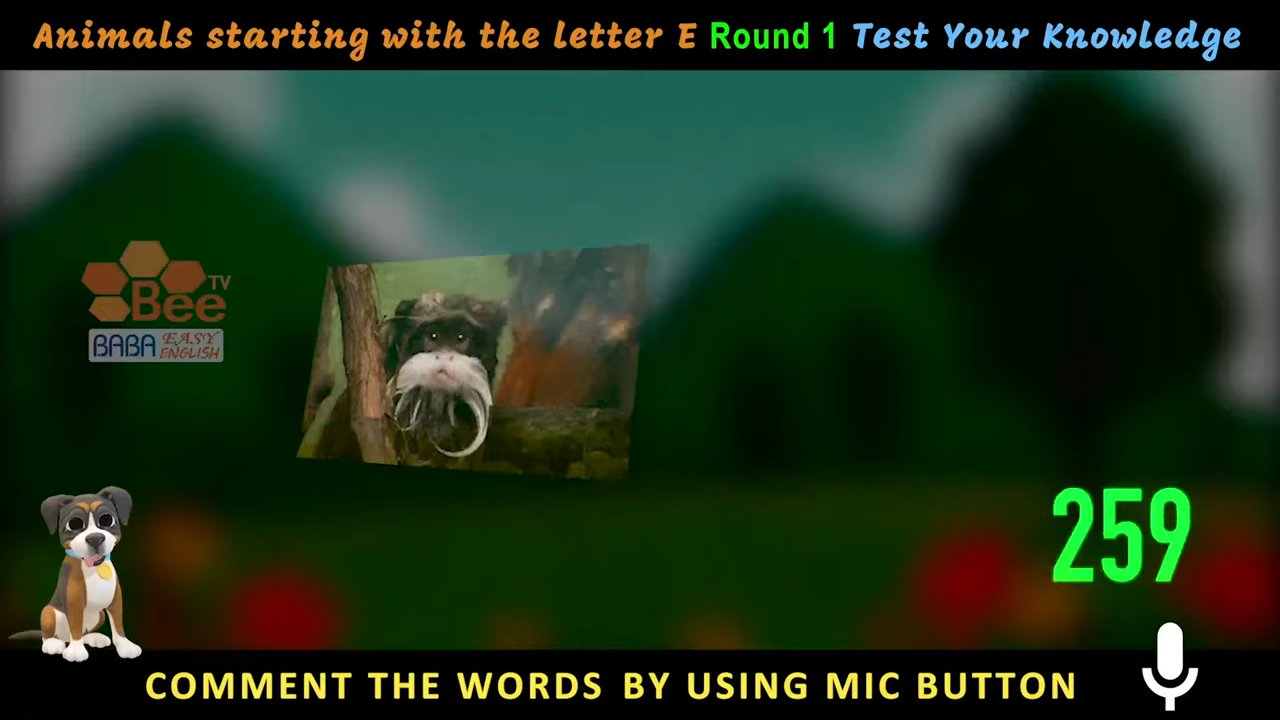 Animals starting with the letter E Round 1 Test Your Knowledge
Bee TV
BABA EASY ENGLISH
259
COMMENT THE WORDS BY USING MIC BUTTON